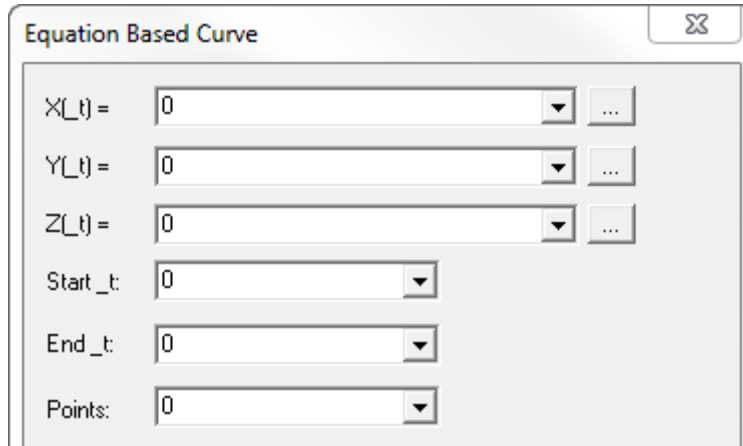 Equation Based Curve
X(_t) = 0 ...
Y(_t) = 0 ...
Z(_t) = 0 ...
Start _t: 0
End _t: 0
Points: 0